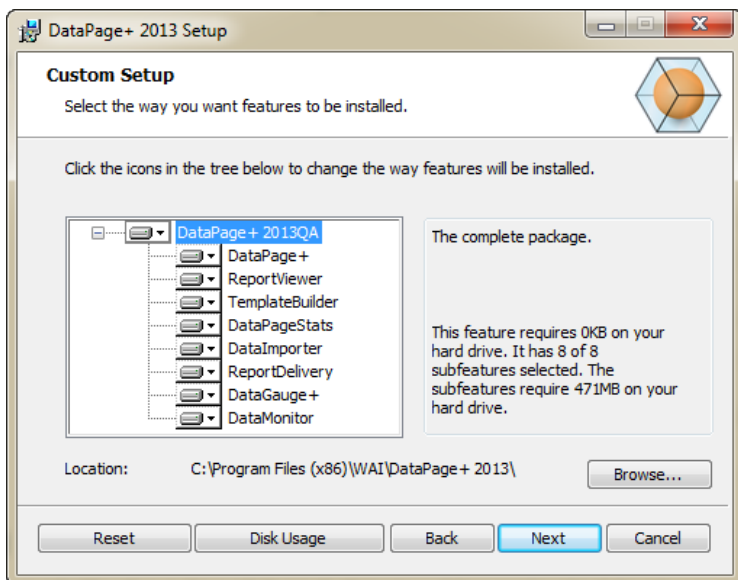 DataPage+ 2013 Setup
Custom Setup
Select the way you want features to be installed.
Click the icons in the tree below to change the way features will be installed.
DataPage+ 2013QA
DataPage+
ReportViewer
TemplateBuilder
DataPageStats
DataImporter
ReportDelivery
DataGauge+
DataMonitor
The complete package.
This feature requires 0KB on your
hard drive. It has 8 of 8
subfeatures selected. The
subfeatures require 471MB on your
hard drive.
Location: C:\Program Files (x86)\WAI\DataPage+ 2013\
Browse...
Reset Disk Usage Back Next Cancel